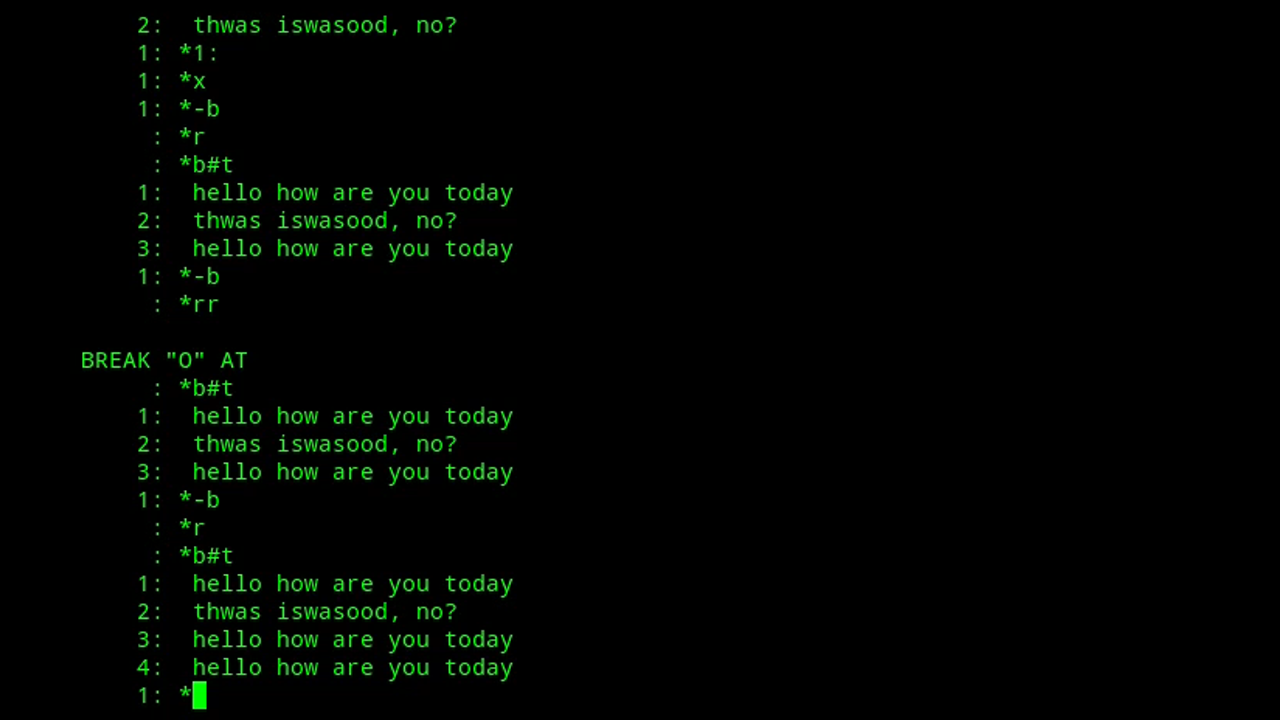 2:  thwas iswasood, no?
1: *1:
1: *x
1: *-b
 : *r
 : *b#t
1:  hello how are you today
2:  thwas iswasood, no?
3:  hello how are you today
1: *-b
 : *rr
BREAK "O" AT
 : *b#t
1:  hello how are you today
2:  thwas iswasood, no?
3:  hello how are you today
1: *-b
 : *r
 : *b#t
1:  hello how are you today
2:  thwas iswasood, no?
3:  hello how are you today
4:  hello how are you today
1: *